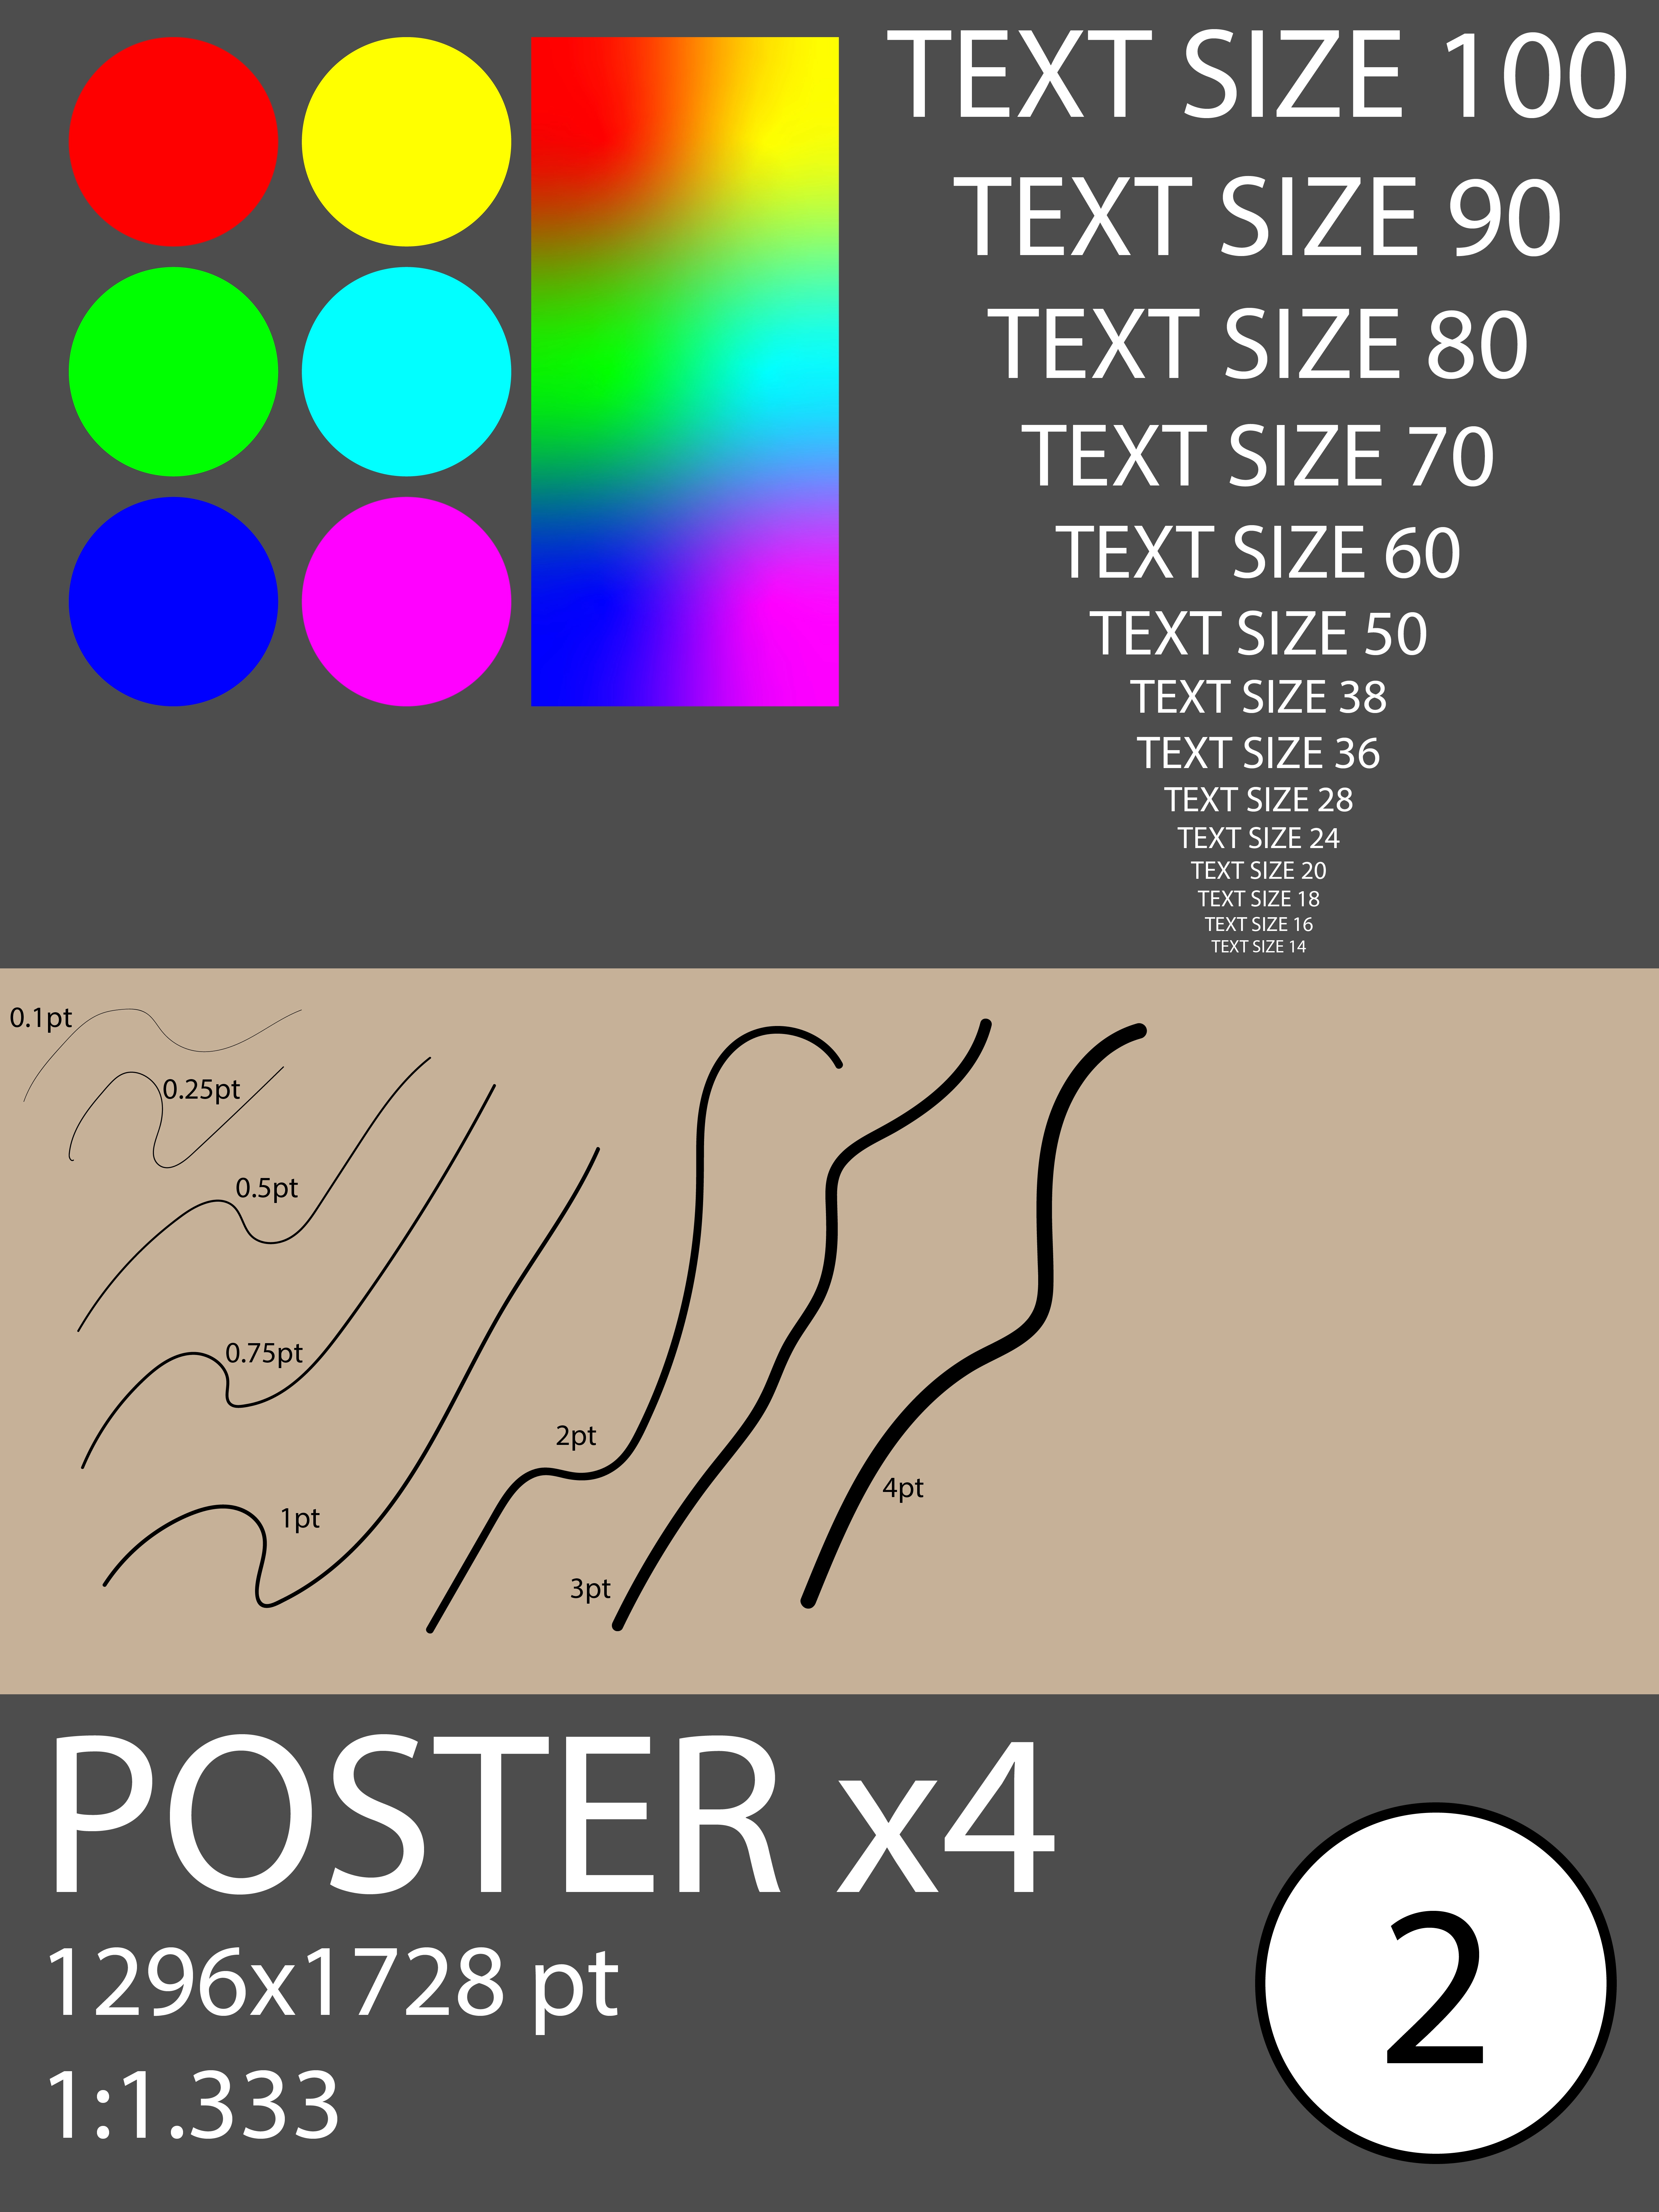 TEXT SIZE 100
TEXT SIZE 90
TEXT SIZE 80
TEXT SIZE 70
TEXT SIZE 60
TEXT SIZE 50
TEXT SIZE 38
TEXT SIZE 36
TEXT SIZE 28
TEXT SIZE 24
TEXT SIZE 20
TEXT SIZE 18
TEXT SIZE 16
TEXT SIZE 14
0.1pt
0.25pt
0.5pt
0.75pt
1pt
2pt
3pt
4pt
POSTER x4
1296x1728 pt
1:1.333
2